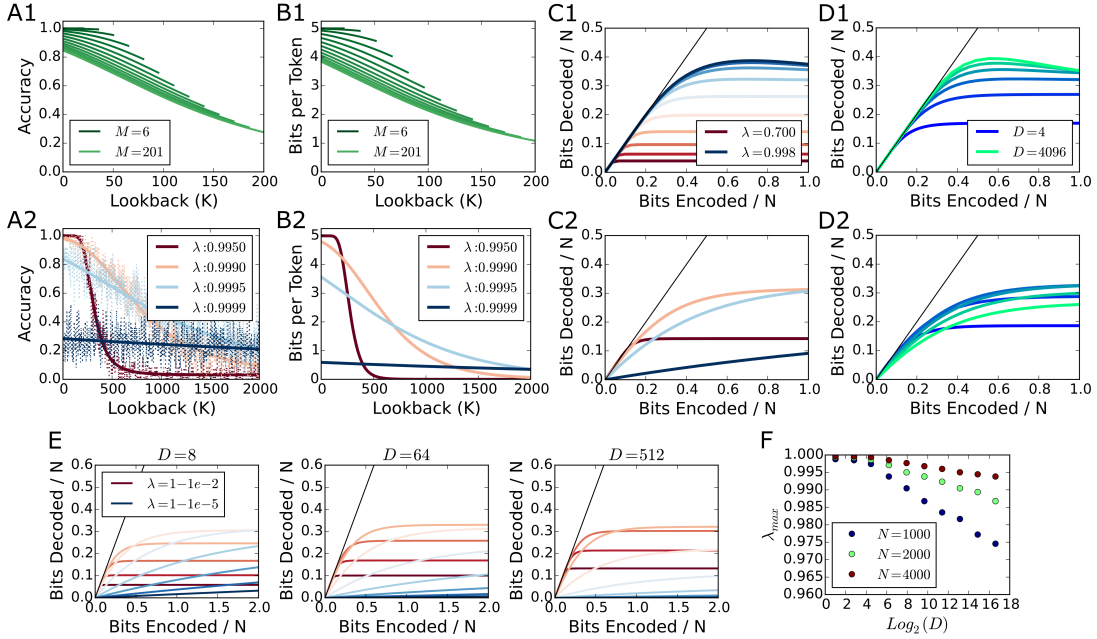 A1
B1
C1
D1
Accuracy
1.0
0.8
0.6
0.4
0.2
0.0
M=6
M=201
0
50
100
150
200
Lookback (K)
Bits per Token
5
4
3
2
1
0
M=6
M=201
0
50
100
150
200
Lookback (K)
Bits Decoded / N
0.5
0.4
0.3
0.2
0.1
0.0
λ=0.700
λ=0.998
0.0
0.2
0.4
0.6
0.8
1.0
Bits Encoded / N
Bits Decoded / N
0.5
0.4
0.3
0.2
0.1
0.0
D=4
D=4096
0.0
0.2
0.4
0.6
0.8
1.0
Bits Encoded / N
A2
B2
C2
D2
Accuracy
1.0
0.8
0.6
0.4
0.2
0.0
λ:0.9950
λ:0.9990
λ:0.9995
λ:0.9999
0
500
1000
1500
2000
Lookback (K)
Bits per Token
5
4
3
2
1
0
λ:0.9950
λ:0.9990
λ:0.9995
λ:0.9999
0
500
1000
1500
2000
Lookback (K)
Bits Decoded / N
0.5
0.4
0.3
0.2
0.1
0.0
0.0
0.2
0.4
0.6
0.8
1.0
Bits Encoded / N
Bits Decoded / N
0.5
0.4
0.3
0.2
0.1
0.0
0.0
0.2
0.4
0.6
0.8
1.0
Bits Encoded / N
E
D=8
Bits Decoded / N
0.6
0.5
0.4
0.3
0.2
0.1
0.0
λ=1−1e−2
λ=1−1e−5
0.0
0.5
1.0
1.5
2.0
Bits Encoded / N
D=64
Bits Decoded / N
0.6
0.5
0.4
0.3
0.2
0.1
0.0
0.0
0.5
1.0
1.5
2.0
Bits Encoded / N
D=512
Bits Decoded / N
0.6
0.5
0.4
0.3
0.2
0.1
0.0
0.0
0.5
1.0
1.5
2.0
Bits Encoded / N
F
λmax
1.000
0.995
0.990
0.985
0.980
0.975
0.970
0.965
0.960
N=1000
N=2000
N=4000
0
2
4
6
8
10
12
14
16
18
Log2(D)